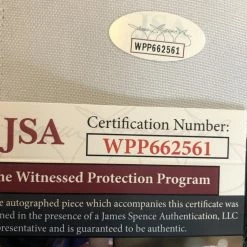 WPP662561
JSA
Certification Number:
WPP662561
he Witnessed Protection Program
e autographed piece which accompanies this certificate was
ned in the presence of a James Spence Authentication, LLC
presentative and is guaranteed to be authentic.